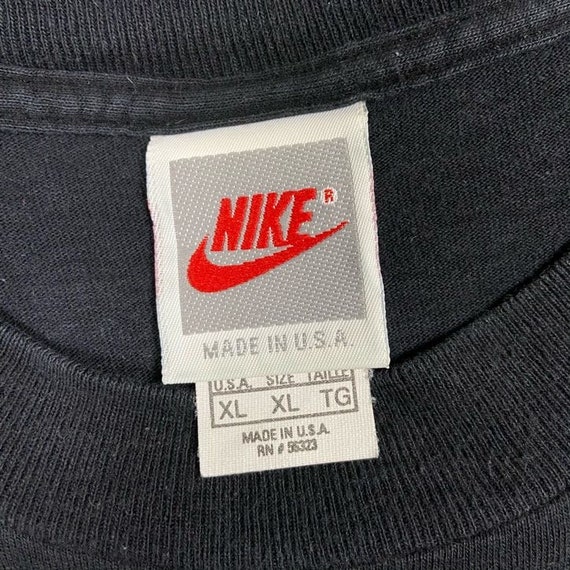 NIKE®
MADE IN U.S.A.
U.S.A. SIZE TAILLE
XL XL TG
MADE IN U.S.A.
RN # 56323